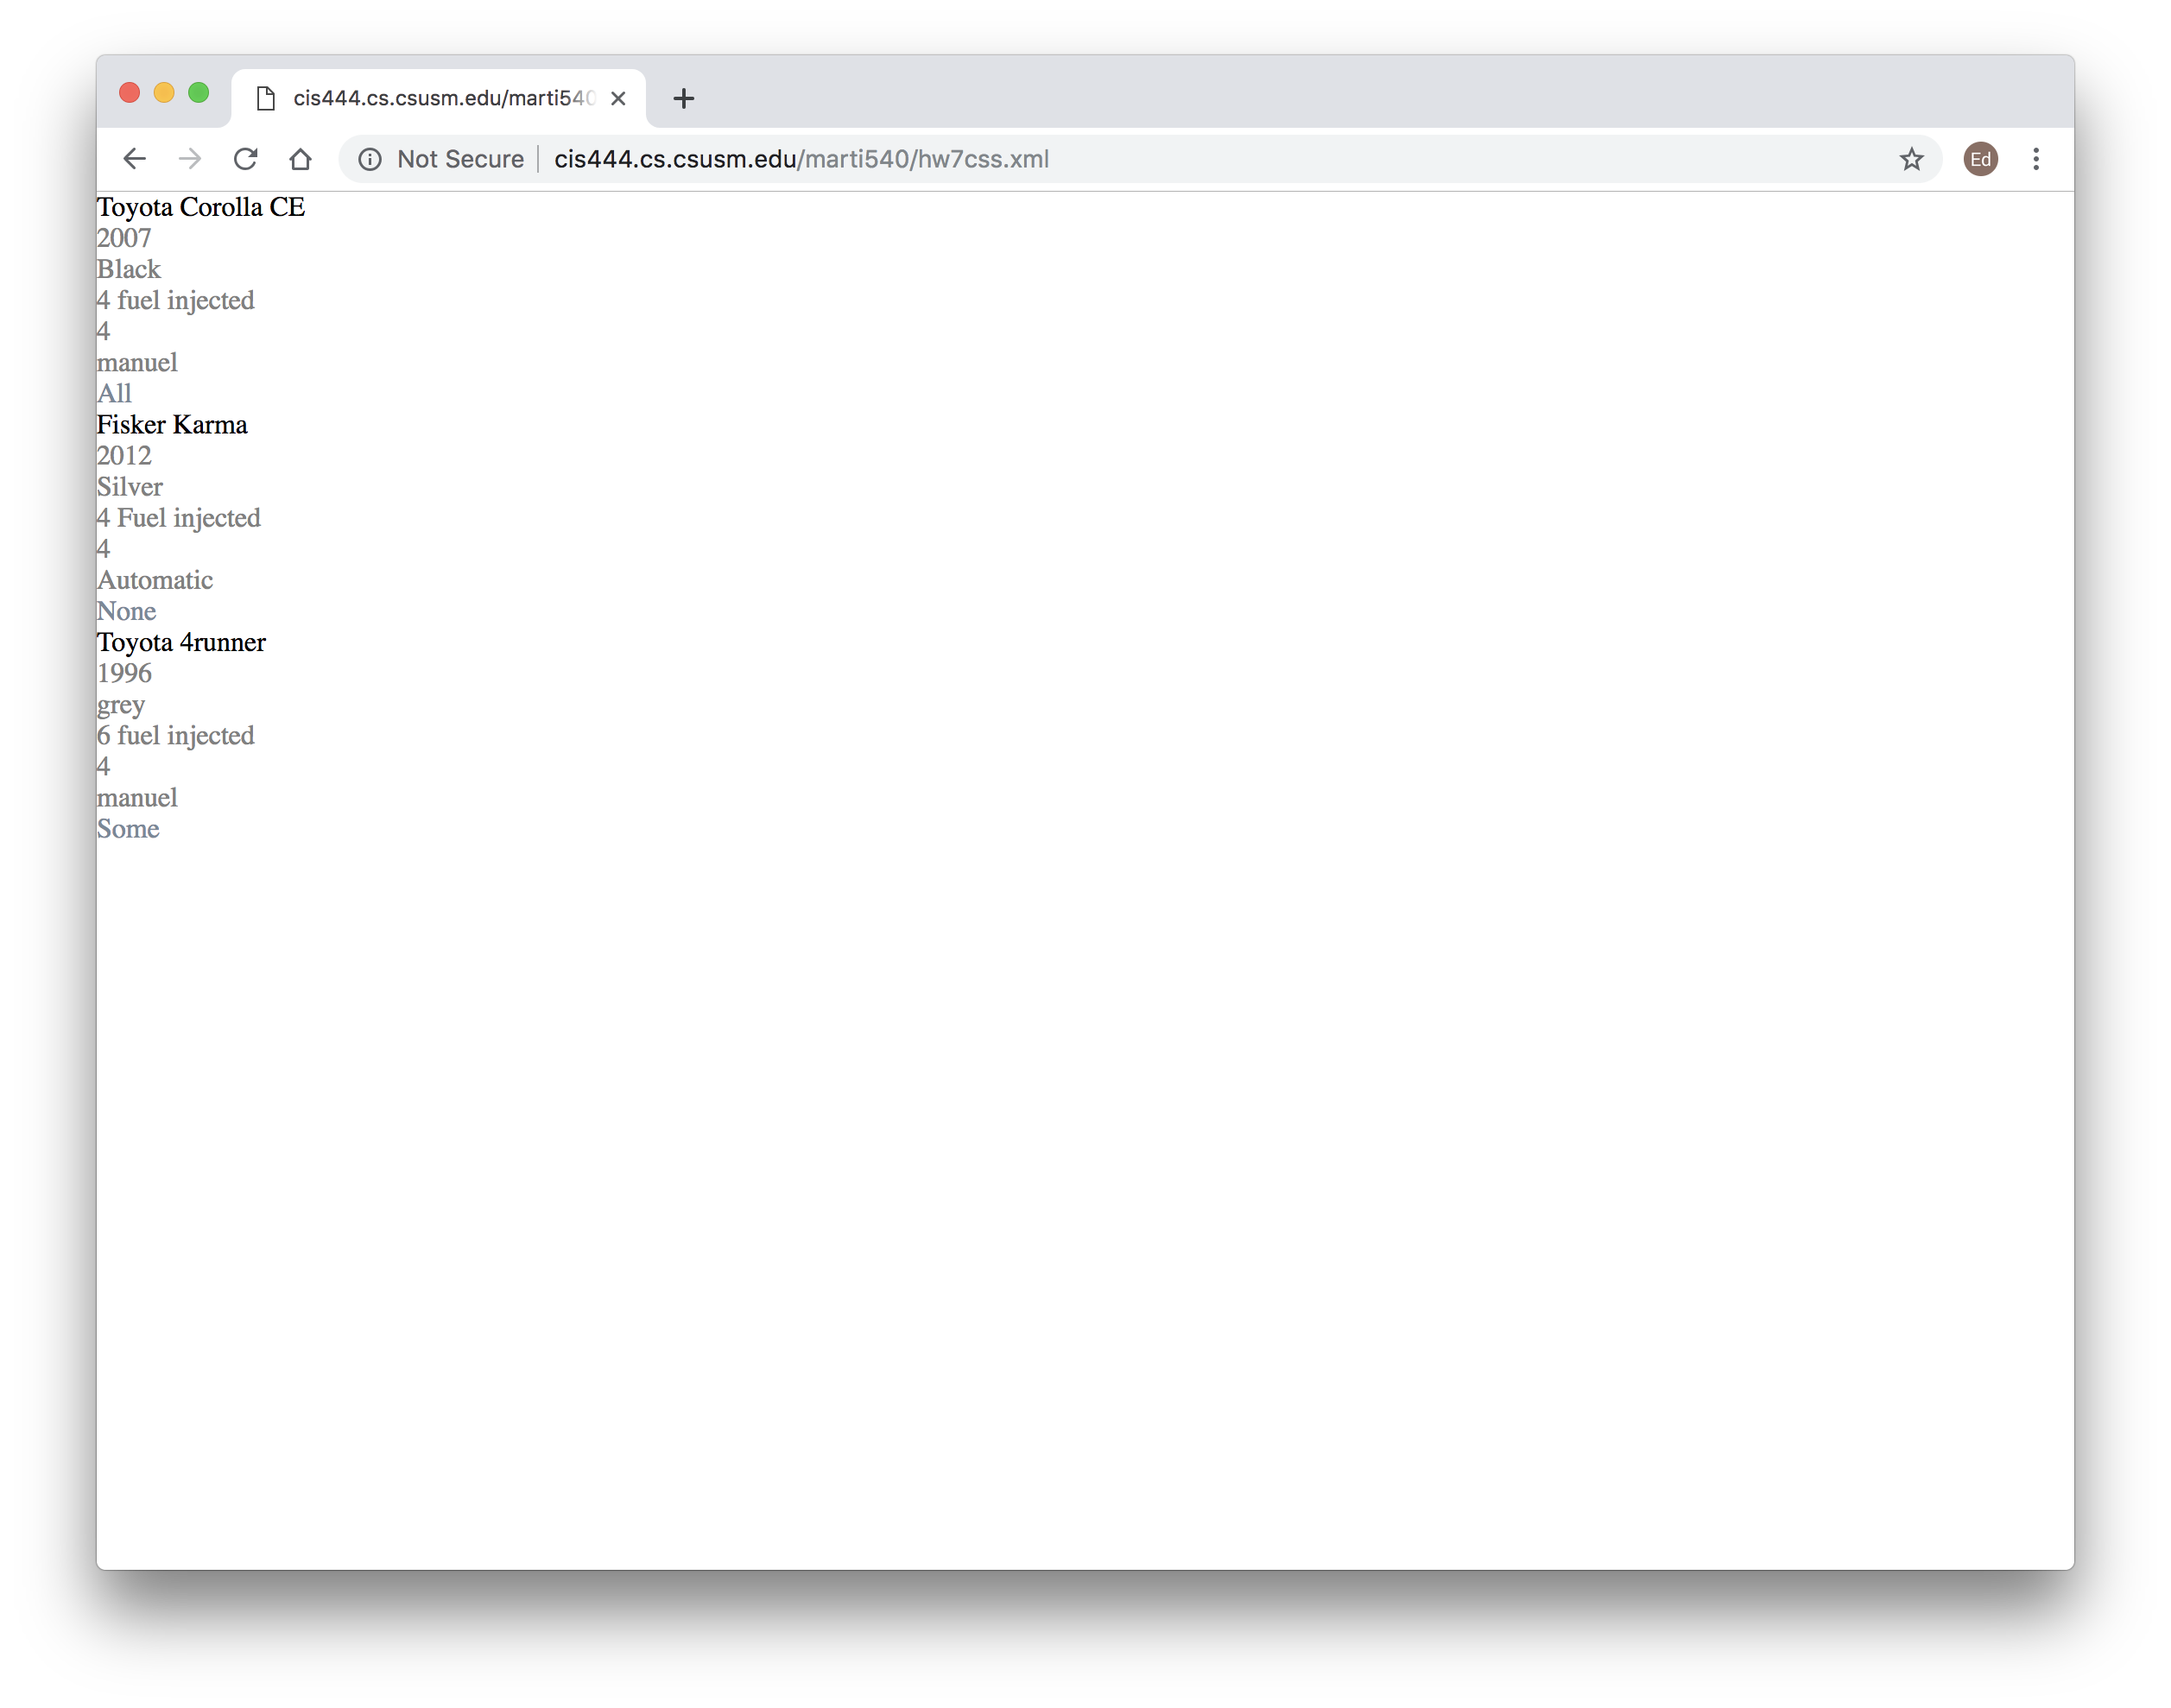 cis444.cs.csusm.edu/marti540
Not Secure cis444.cs.csusm.edu/marti540/hw7css.xml Ed
Toyota Corolla CE
2007
Black
4 fuel injected
4
manuel
All
Fisker Karma
2012
Silver
4 Fuel injected
4
Automatic
None
Toyota 4runner
1996
grey
6 fuel injected
4
manuel
Some